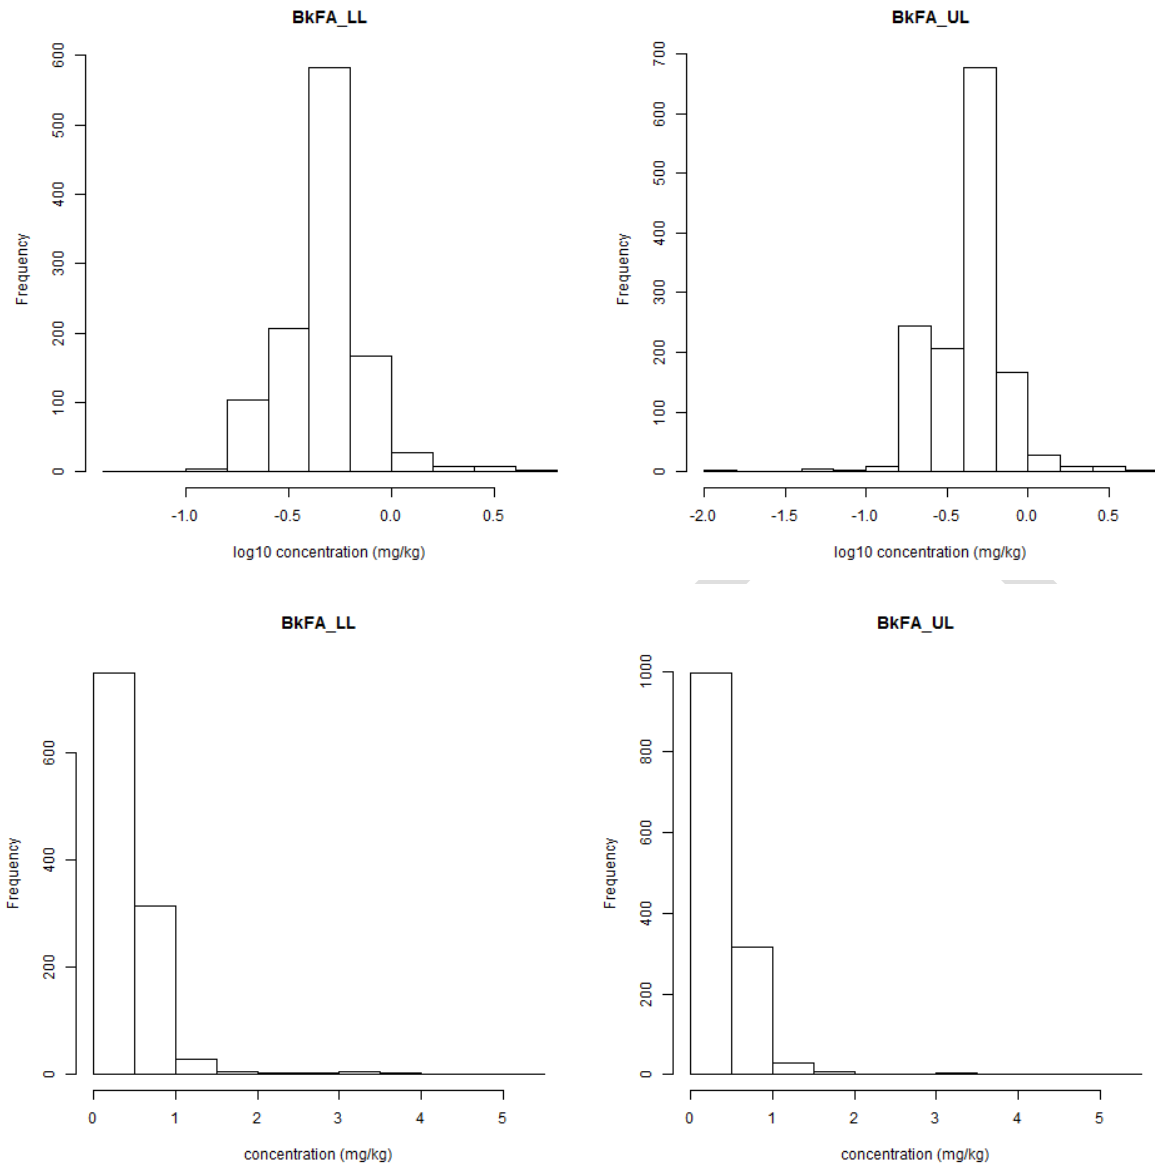 BkFA_LL
BkFA_UL
Frequency
0 100 200 300 400 500 600
-1.0 -0.5 0.0 0.5
log10 concentration (mg/kg)
Frequency
0 100 200 300 400 500 600 700
-2.0 -1.5 -1.0 -0.5 0.0 0.5
log10 concentration (mg/kg)
BkFA_LL
BkFA_UL
Frequency
0 200 400 600
0 1 2 3 4 5
concentration (mg/kg)
Frequency
0 200 400 600 800 1000
0 1 2 3 4 5
concentration (mg/kg)